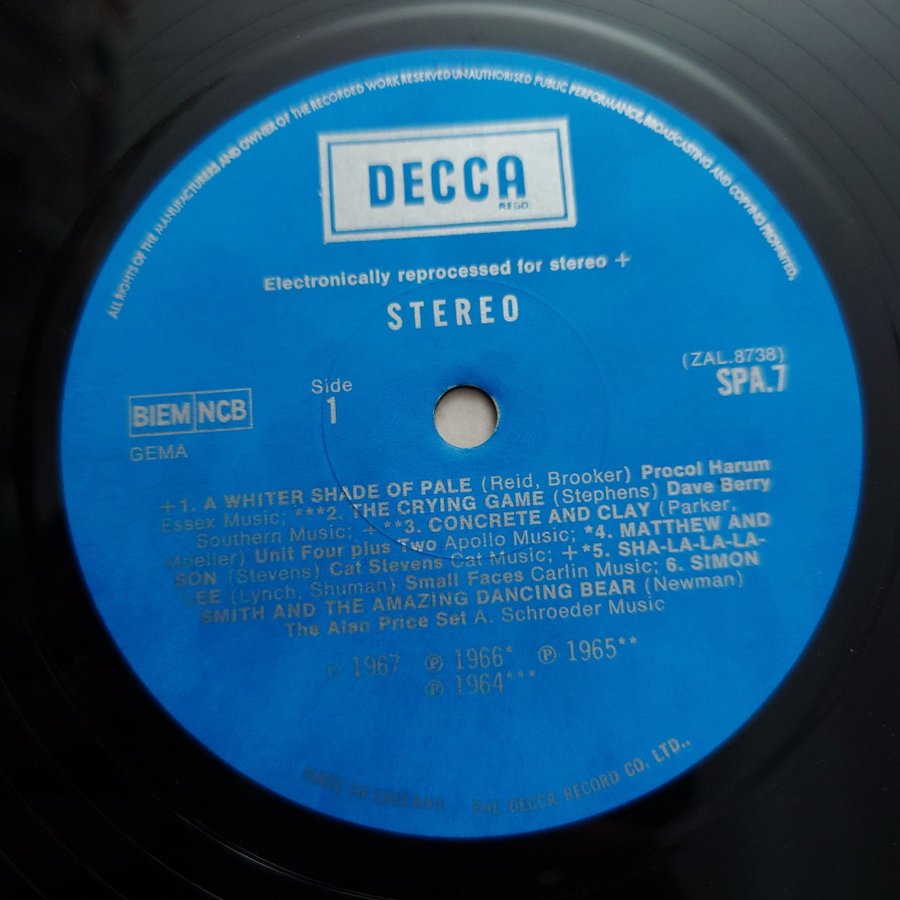 ALL RIGHTS OF THE MANUFACTURERS AND OWNER OF THE RECORDED WORK RESERVED UNAUTHORISED PUBLIC PERFORMANCE, BROADCASTING AND COPYING PROHIBITED.
DECCA
REGD.
Electronically reprocessed for stereo +
STEREO
(ZAL.8738)
SPA.7
Side
1
BIEM NCB
GEMA
+1. A WHITER SHADE OF PALE (Reid, Brooker) Procol Harum
Essex Music; ***2. THE CRYING GAME (Stephens) Dave Berry
Southern Music; +**3. CONCRETE AND CLAY (Parker,
Moeller) Unit Four plus Two Apollo Music; *4. MATTHEW AND
SON (Stevens) Cat Stevens Cat Music; +*5. SHA-LA-LA-LA-
LEE (Lynch, Shuman) Small Faces Carlin Music; 6. SIMON
SMITH AND THE AMAZING DANCING BEAR (Newman)
The Alan Price Set A. Schroeder Music
℗ 1967 ℗ 1966* ℗ 1965**
℗ 1964***
MADE IN ENGLAND THE DECCA RECORD CO. LTD..